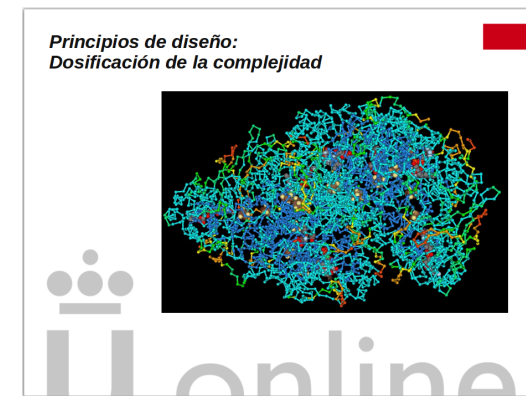 Principios de diseño:
Dosificación de la complejidad
U online